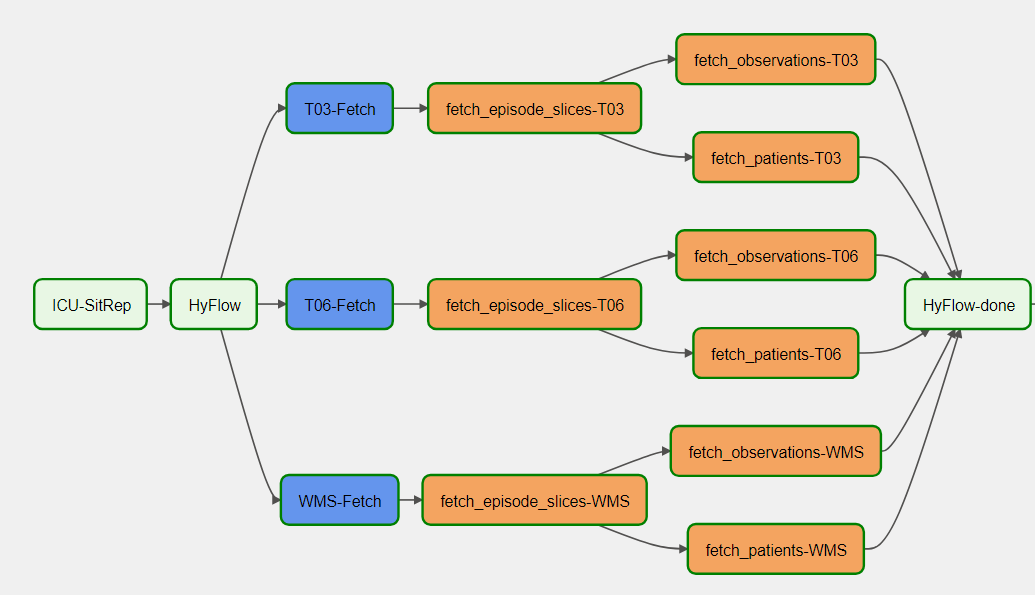 fetch_observations-T03
T03-Fetch
fetch_episode_slices-T03
fetch_patients-T03
fetch_observations-T06
ICU-SitRep
HyFlow
T06-Fetch
fetch_episode_slices-T06
HyFlow-done
fetch_patients-T06
fetch_observations-WMS
WMS-Fetch
fetch_episode_slices-WMS
fetch_patients-WMS